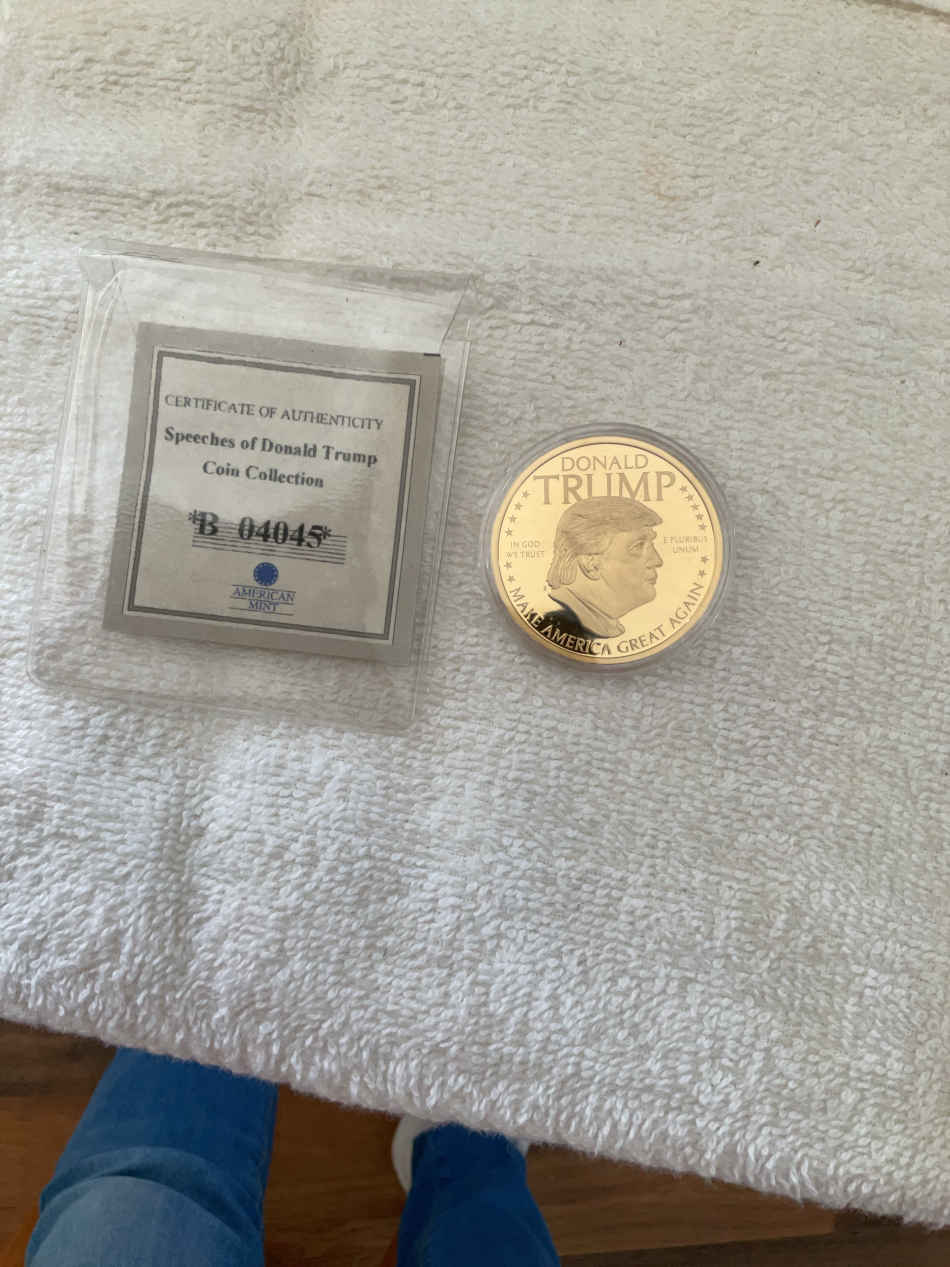 CERTIFICATE OF AUTHENTICITY
Speeches of Donald Trump
Coin Collection
*B 04045*
AMERICAN
MINT
DONALD
TRUMP
IN GOD
WE TRUST
E PLURIBUS
UNUM
MAKE AMERICA GREAT AGAIN